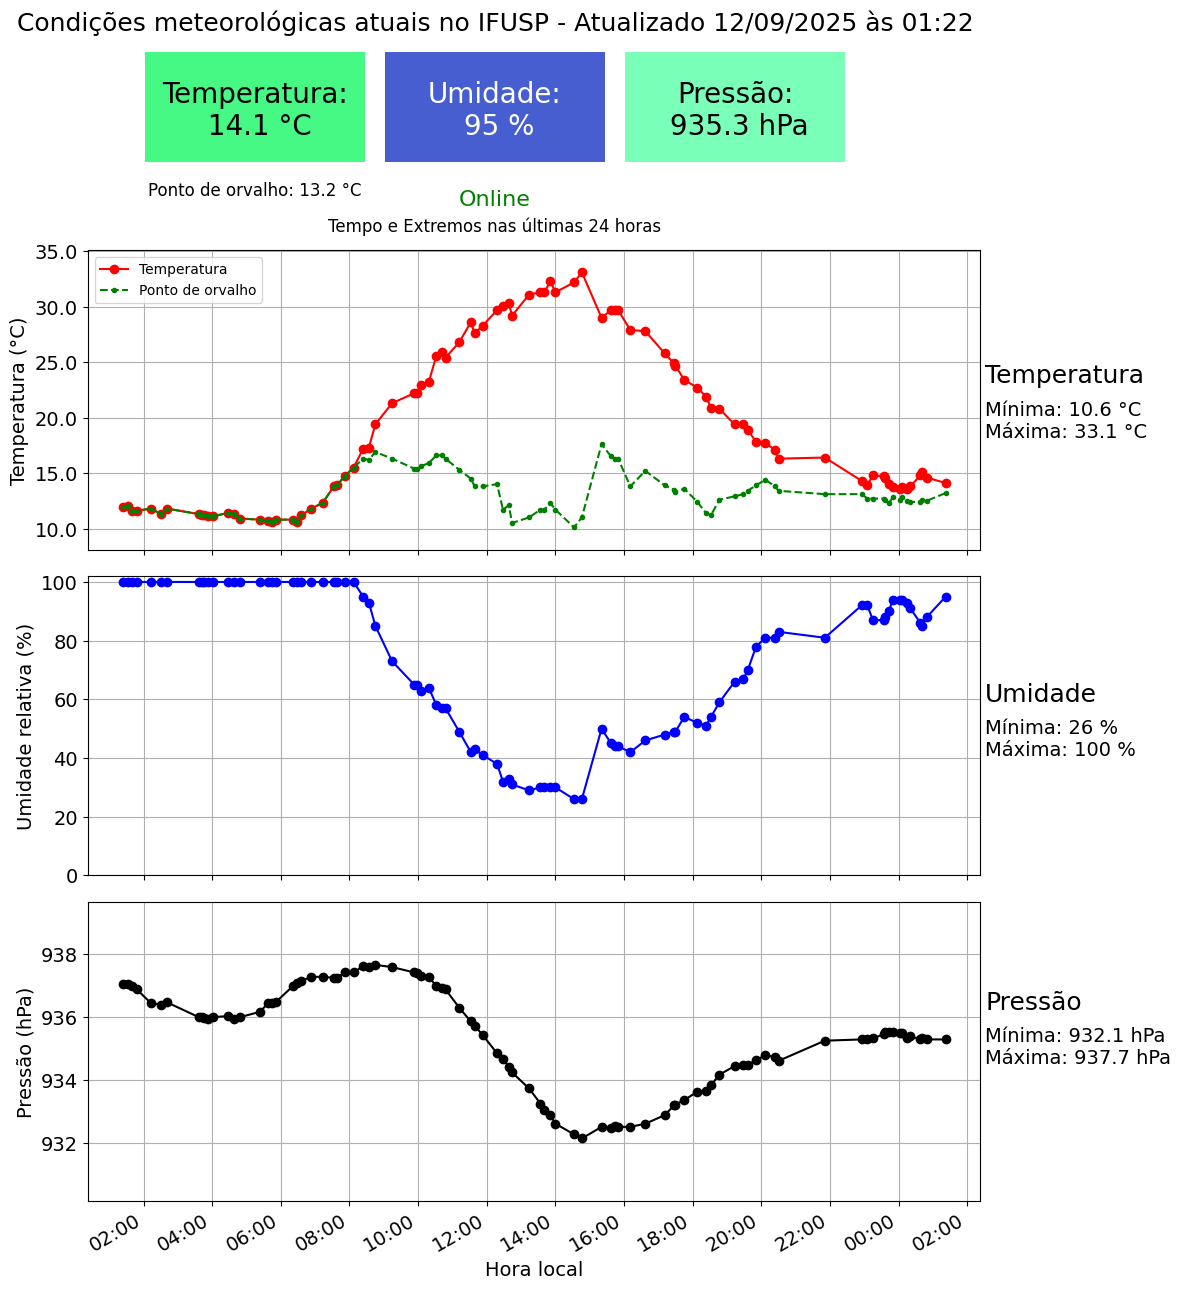 Condições meteorológicas atuais no IFUSP - Atualizado 12/09/2025 às 01:22
Temperatura:
14.1 °C
Umidade:
95 %
Pressão:
935.3 hPa
Ponto de orvalho: 13.2 °C
Online
Tempo e Extremos nas últimas 24 horas
35.0
30.0
25.0
20.0
15.0
10.0
Temperatura (°C)
Temperatura
Ponto de orvalho
Temperatura
Mínima: 10.6 °C
Máxima: 33.1 °C
100
80
60
40
20
0
Umidade relativa (%)
Umidade
Mínima: 26 %
Máxima: 100 %
938
936
934
932
Pressão (hPa)
Pressão
Mínima: 932.1 hPa
Máxima: 937.7 hPa
02:00
04:00
06:00
08:00
10:00
12:00
14:00
16:00
18:00
20:00
22:00
00:00
02:00
Hora local